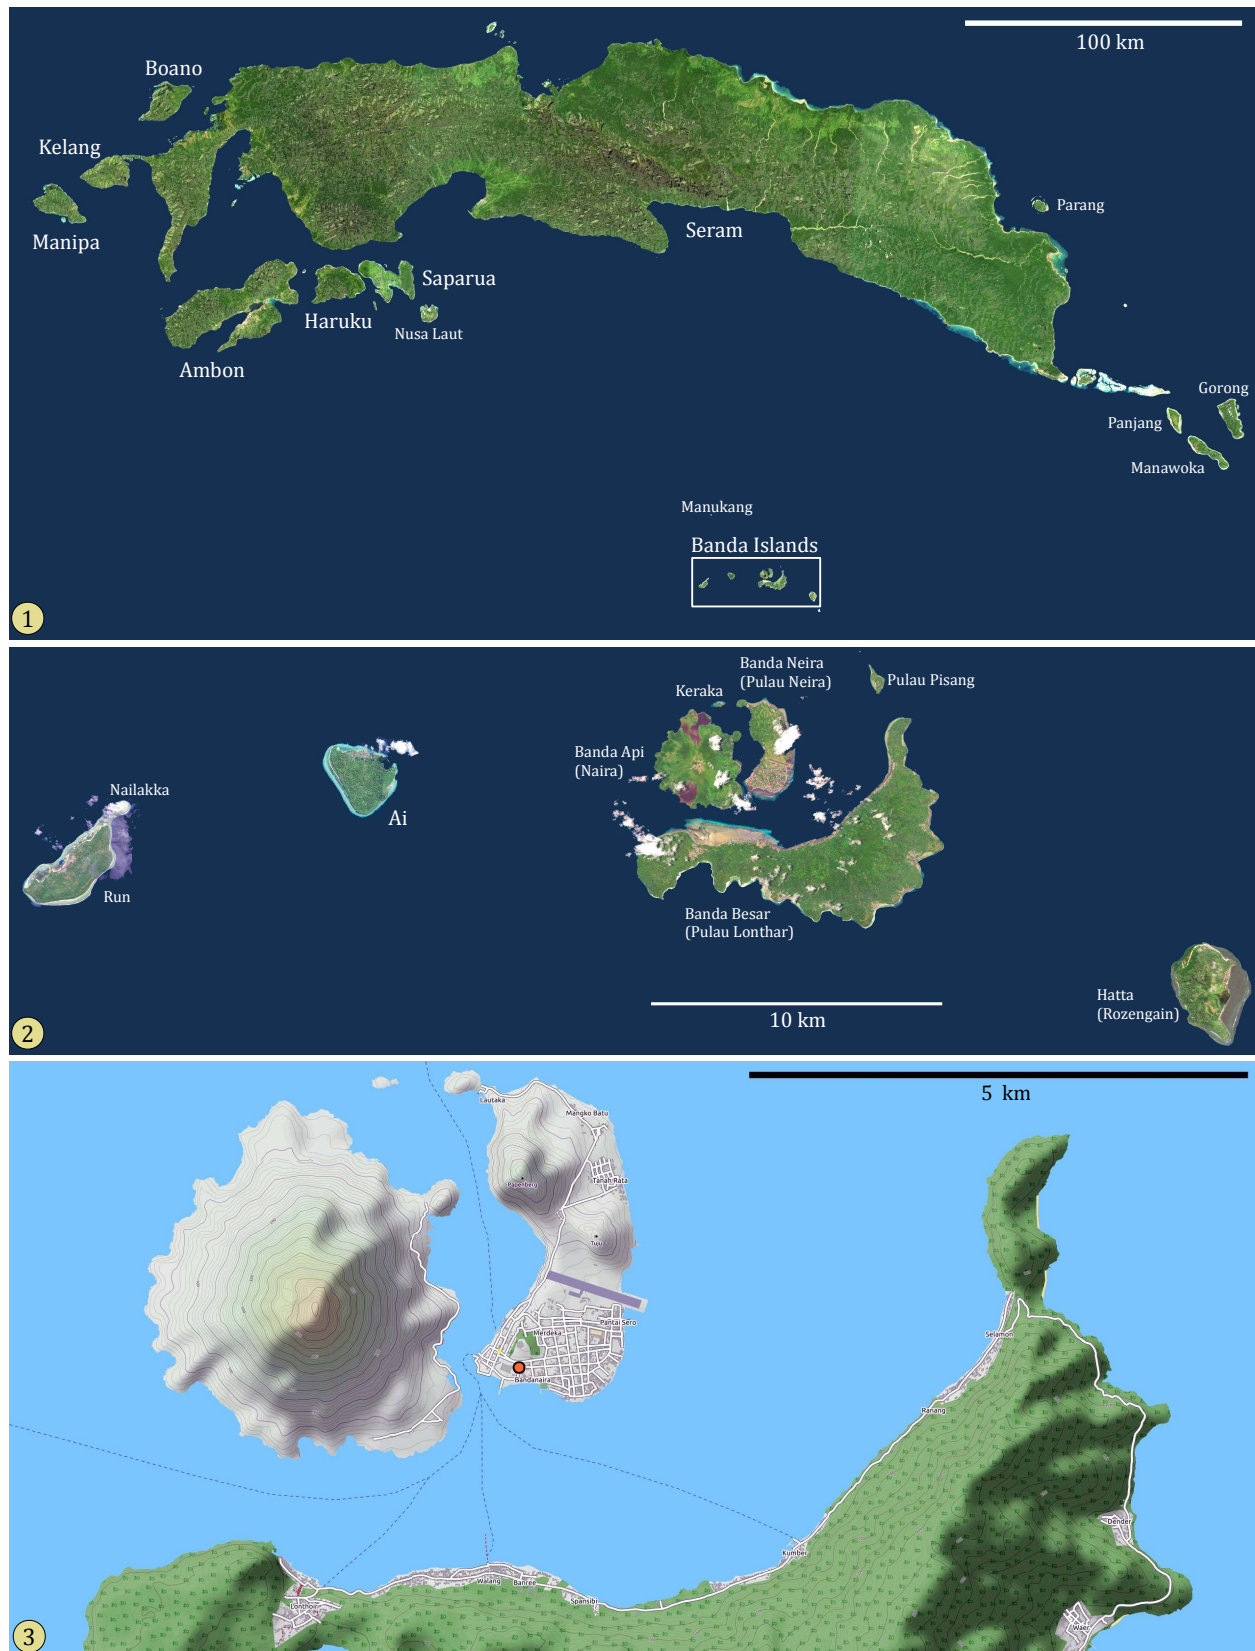 100 km
Boano
Kelang
Parang
Seram
Manipa
Saparua
Haruku
Nusa Laut
Ambon
Gorong
Panjang
Manawoka
Manukang
Banda Islands
1
Banda Neira
(Pulau Neira)
Pulau Pisang
Keraka
Banda Api
(Naira)
Nailakka
Ai
Run
Banda Besar
(Pulau Lonthar)
Hatta
(Rozengain)
10 km
2
5 km
Lautaka
Mangko Batu
Tanah Rata
Papenberg
Tuju
Pantai Sero
Merdeka
Bandanaira
Selamon
Ranang
Dender
Kumber
Walang
Banree
Spansibi
Lonthoir
Waer
3